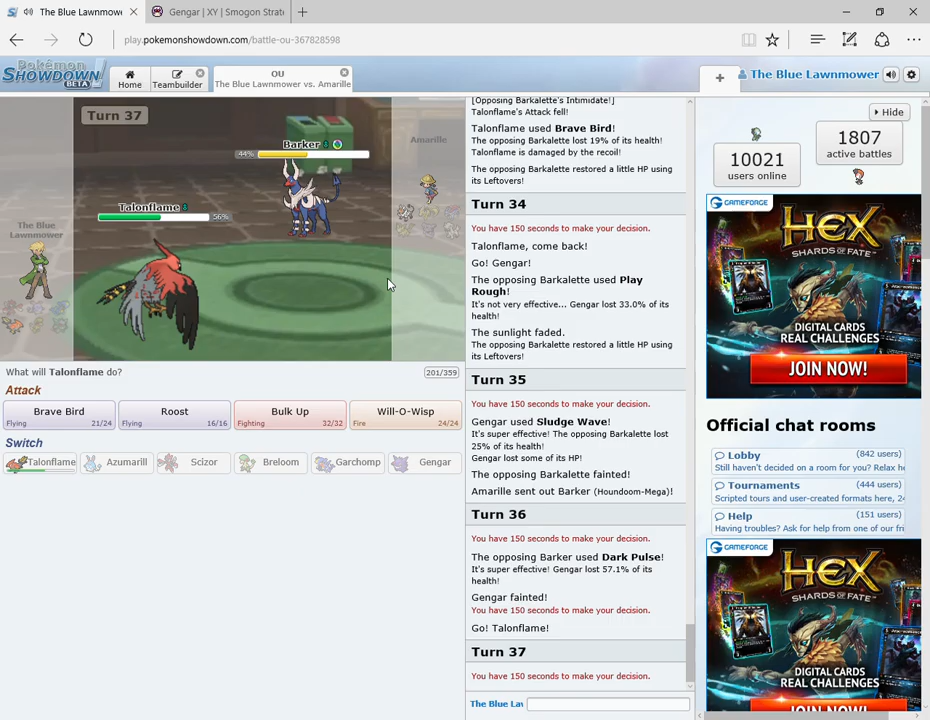 The Blue Lawnmowe
Gengar | XY | Smogon Strate
play.pokemonshowdown.com/battle-ou-367828598
Pokémon
SHOWDOWN
BETA
Home
Teambuilder
OU
The Blue Lawnmower vs. Amarille
The Blue Lawnmower
Turn 37
Barker
44%
Amarille
Talonflame
56%
The Blue
Lawnmower
What will Talonflame do?
201/359
Attack
Brave Bird
Flying
21/24
Roost
Flying
16/16
Bulk Up
Fighting
32/32
Will-O-Wisp
Fire
24/24
Switch
Talonflame
Azumarill
Scizor
Breloom
Garchomp
Gengar
[Opposing Barkalette's Intimidate!]
Talonflame's Attack fell!
Talonflame used Brave Bird!
The opposing Barkalette lost 19% of its health!
Talonflame is damaged by the recoil!
The opposing Barkalette restored a little HP using
its Leftovers!
Turn 34
You have 150 seconds to make your decision.
Talonflame, come back!
Go! Gengar!
The opposing Barkalette used Play
Rough!
It's not very effective... Gengar lost 33.0% of its
health!
The sunlight faded.
The opposing Barkalette restored a little HP using
its Leftovers!
Turn 35
You have 150 seconds to make your decision.
Gengar used Sludge Wave!
It's super effective! The opposing Barkalette lost
25% of its health!
Gengar lost some of its HP!
The opposing Barkalette fainted!
Amarille sent out Barker (Houndoom-Mega)!
Turn 36
You have 150 seconds to make your decision.
The opposing Barker used Dark Pulse!
It's super effective! Gengar lost 57.1% of its
health!
Gengar fainted!
You have 150 seconds to make your decision.
Go! Talonflame!
Turn 37
You have 150 seconds to make your decision.
The Blue Lav
Hide
10021
users online
1807
active battles
GAMEFORGE
HEX
SHARDS OF FATE
DIGITAL CARDS
REAL CHALLENGES
JOIN NOW!
Official chat rooms
Lobby
(842 users)
Still haven't decided on a room for you? Relax he
Tournaments
(444 users)
Scripted tours and user-created formats here, 24
Help
(151 users)
Having troubles? Ask for help from one of our fri
GAMEFORGE
HEX
SHARDS OF FATE
DIGITAL CARDS
REAL CHALLENGES
JOIN NOW!